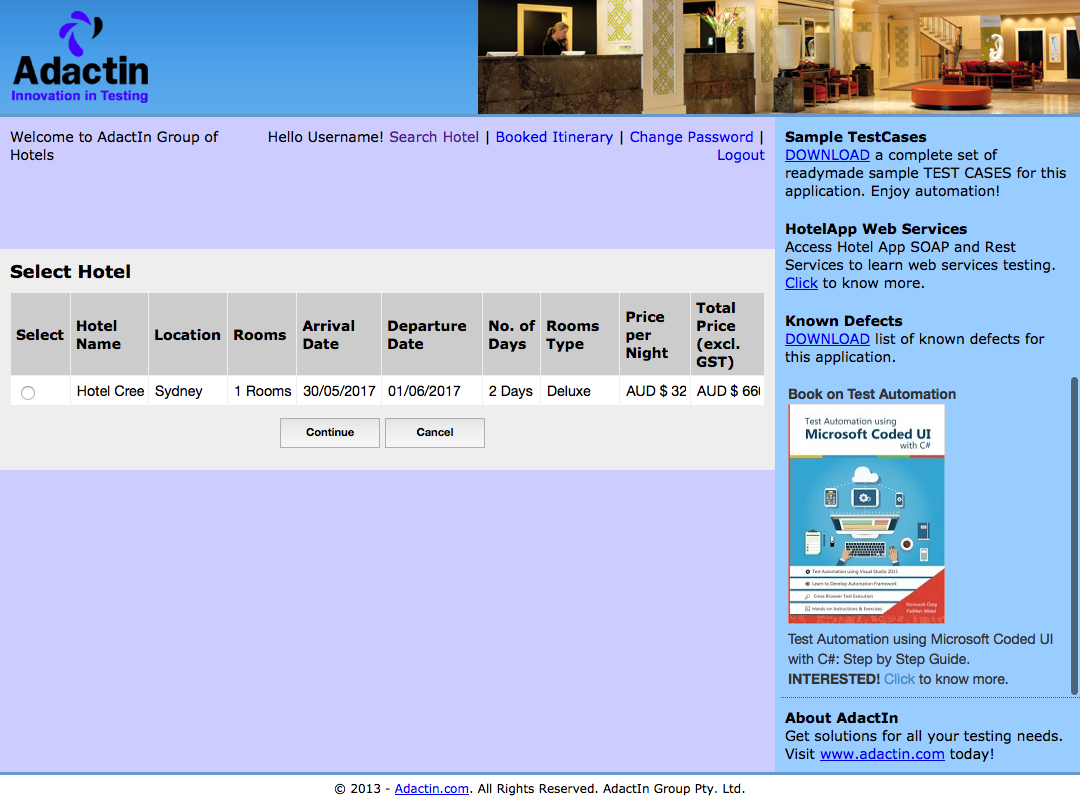 Adactin
Innovation in Testing
Welcome to AdactIn Group of
Hotels
Hello Username! Search Hotel | Booked Itinerary | Change Password |
Logout
Select Hotel
Select Hotel Name Location Rooms Arrival Date Departure Date No. of Days Rooms Type Price per Night Total Price (excl. GST)
Hotel Cree Sydney 1 Rooms 30/05/2017 01/06/2017 2 Days Deluxe AUD $ 32 AUD $ 66
Continue Cancel
Sample TestCases
DOWNLOAD a complete set of
readymade sample TEST CASES for this
application. Enjoy automation!
HotelApp Web Services
Access Hotel App SOAP and Rest
Services to learn web services testing.
Click to know more.
Known Defects
DOWNLOAD list of known defects for
this application.
Book on Test Automation
Test Automation using
Microsoft Coded UI
with C#
Test Automation using Visual Studio 2015
Learn to Develop Automation Framework
Cross Browser Test Execution
Hands-on Instructions & Exercises
Navneesh Garg
Vaibhav Mittal
Test Automation using Microsoft Coded UI
with C#: Step by Step Guide.
INTERESTED! Click to know more.
About AdactIn
Get solutions for all your testing needs.
Visit www.adactin.com today!
© 2013 - Adactin.com. All Rights Reserved. AdactIn Group Pty. Ltd.